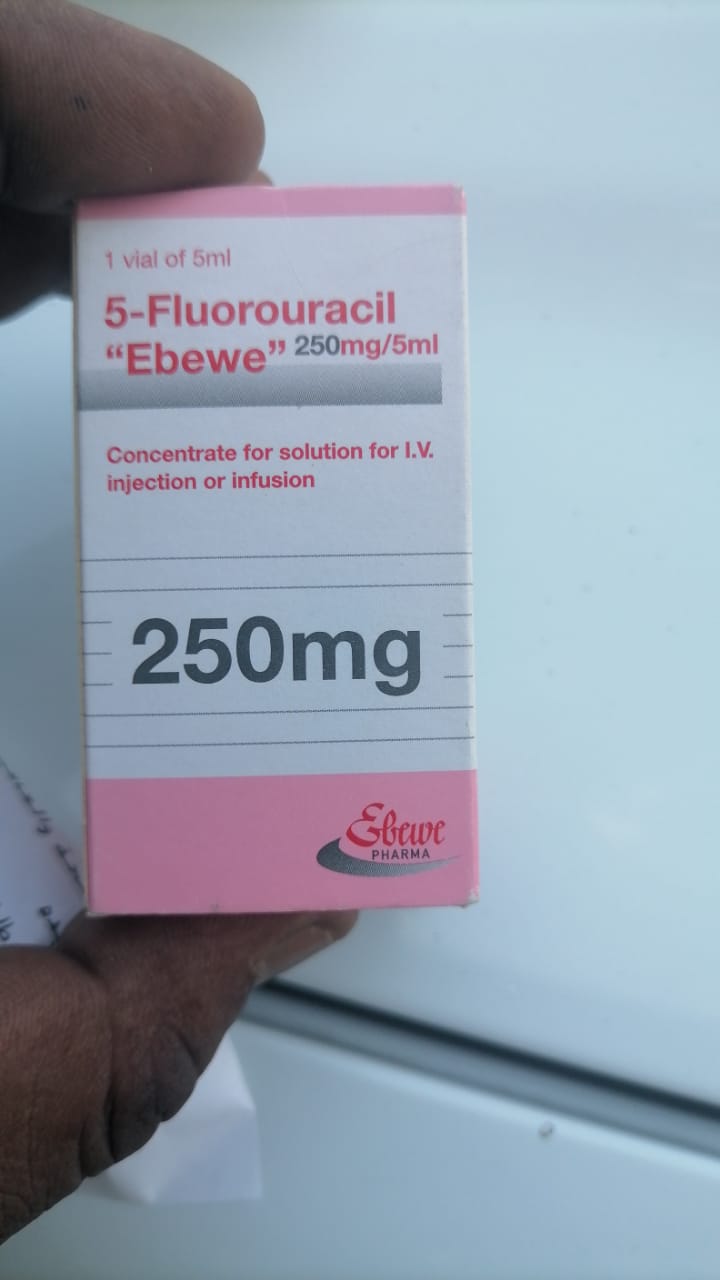 1 vial of 5ml
5-Fluorouracil
“Ebewe” 250mg/5ml
Concentrate for solution for I.V.
injection or infusion
250mg
Ebewe
PHARMA